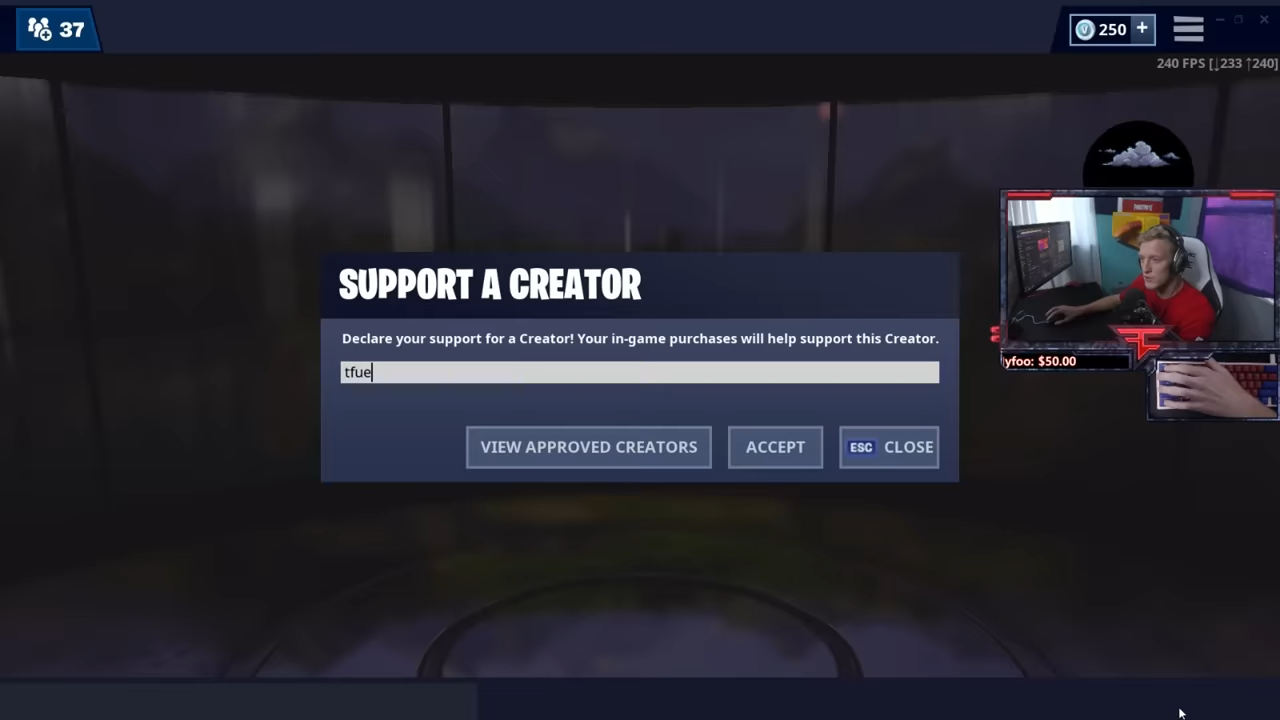 37
250 +
240 FPS [↓233 ↑240]
SUPPORT A CREATOR
Declare your support for a Creator! Your in-game purchases will help support this Creator.
tfue
VIEW APPROVED CREATORS
ACCEPT
ESC CLOSE
yfoo: $50.00